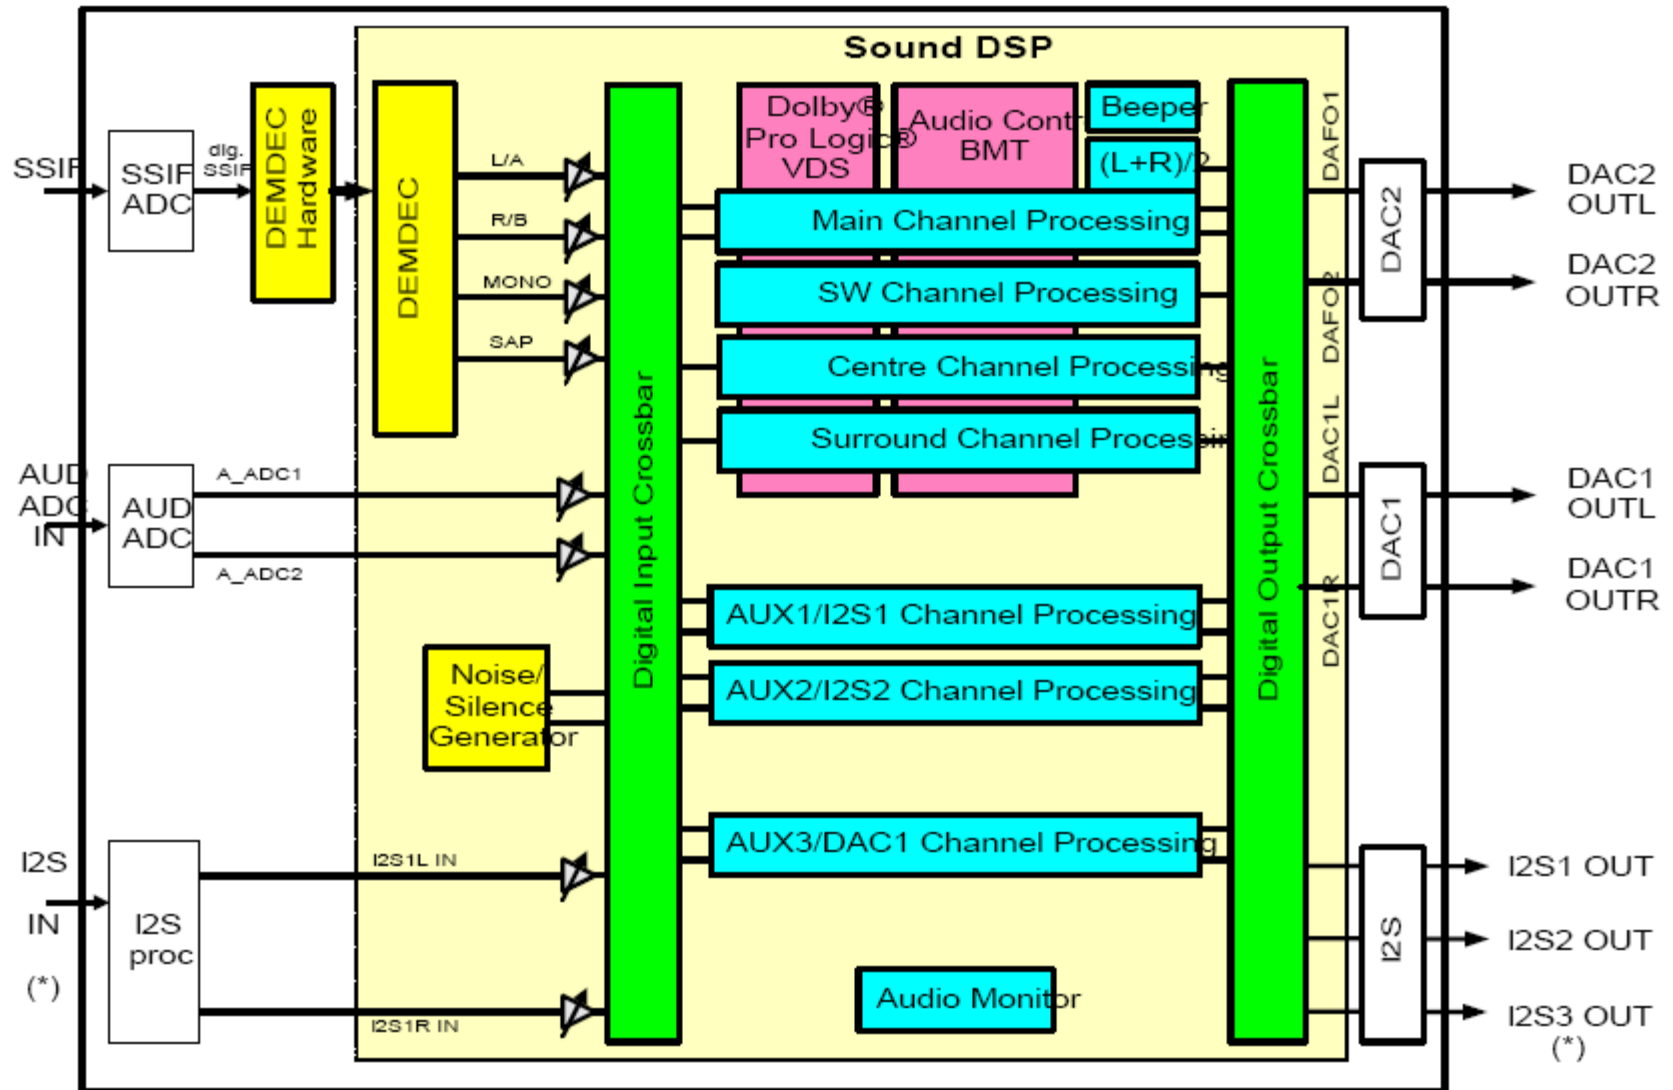 Sound DSP
SSIF
SSIF
ADC
dig.
SSIF
DEMDEC
Hardware
DEMDEC
L/A
R/B
MONO
SAP
Digital Input Crossbar
Dolby®
Pro Logic®
VDS
Audio Contr
BMT
Beeper
(L+R)/2
Main Channel Processing
SW Channel Processing
Centre Channel Processing
Surround Channel Processin
Digital Output Crossbar
DAFO1
DAFO2
DAC1L
DAC1R
DAC2
DAC2
OUTL
DAC2
OUTR
AUD
ADC
IN
AUD
ADC
A_ADC1
A_ADC2
DAC1
DAC1
OUTL
DAC1
OUTR
AUX1/I2S1 Channel Processing
AUX2/I2S2 Channel Processing
Noise/
Silence
Generator
AUX3/DAC1 Channel Processing
I2S
IN
(*)
I2S
proc
I2S1L IN
I2S1R IN
Audio Monitor
I2S
I2S1 OUT
I2S2 OUT
I2S3 OUT
(*)